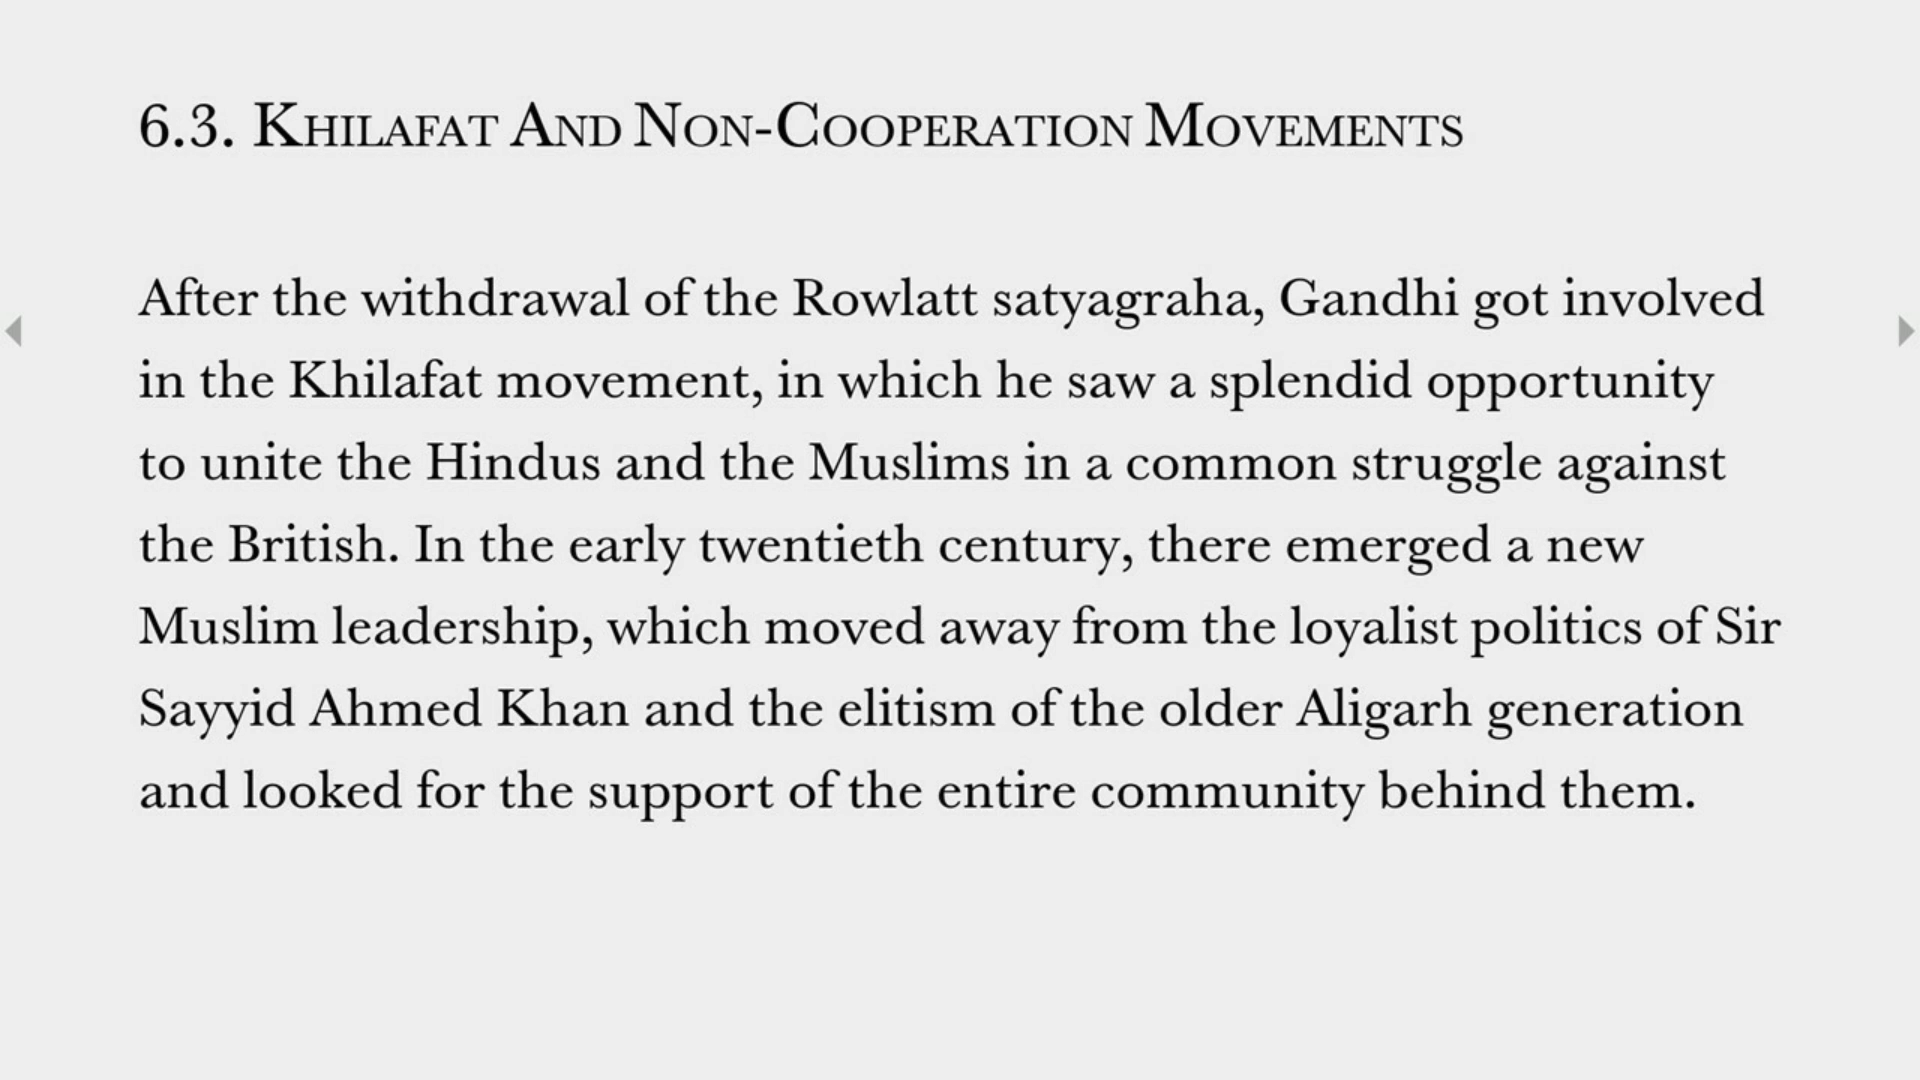 6.3. Khilafat And Non-Cooperation Movements
After the withdrawal of the Rowlatt satyagraha, Gandhi got involved
in the Khilafat movement, in which he saw a splendid opportunity
to unite the Hindus and the Muslims in a common struggle against
the British. In the early twentieth century, there emerged a new
Muslim leadership, which moved away from the loyalist politics of Sir
Sayyid Ahmed Khan and the elitism of the older Aligarh generation
and looked for the support of the entire community behind them.